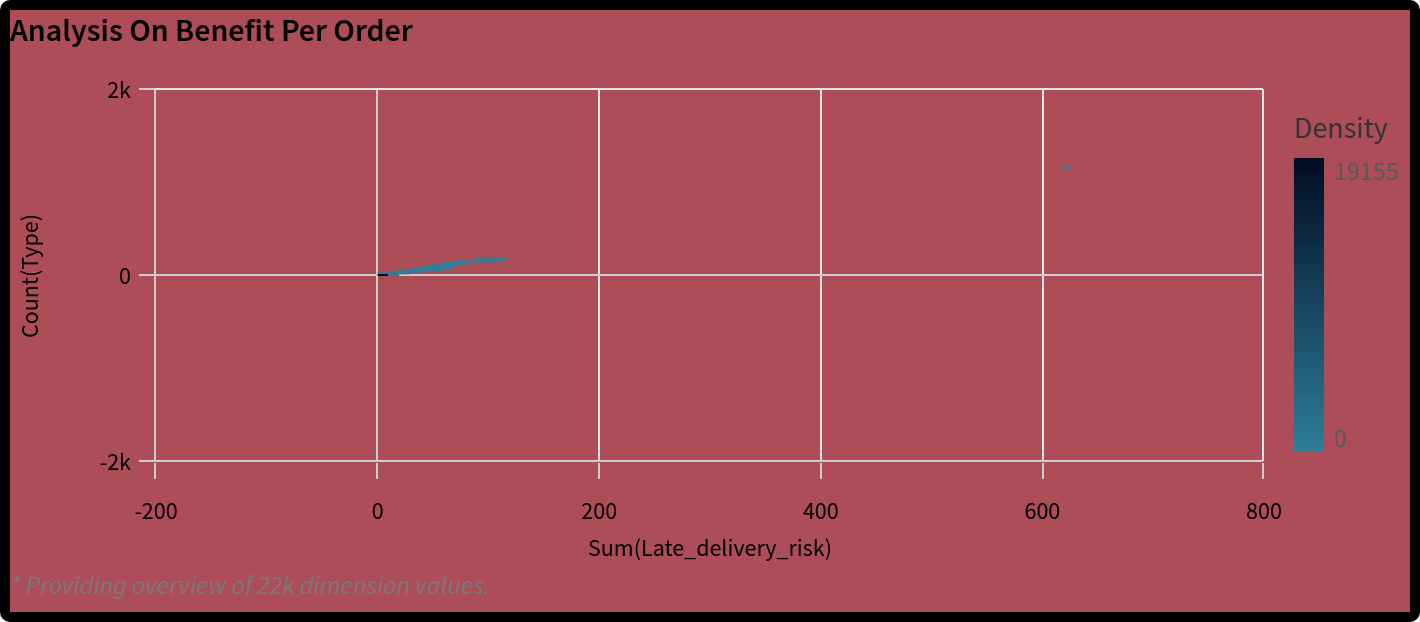 Analysis On Benefit Per Order
2k
0
-2k
Count(Type)
-200
0
200
400
600
800
Sum(Late_delivery_risk)
Density
19155
0
* Providing overview of 22k dimension values.